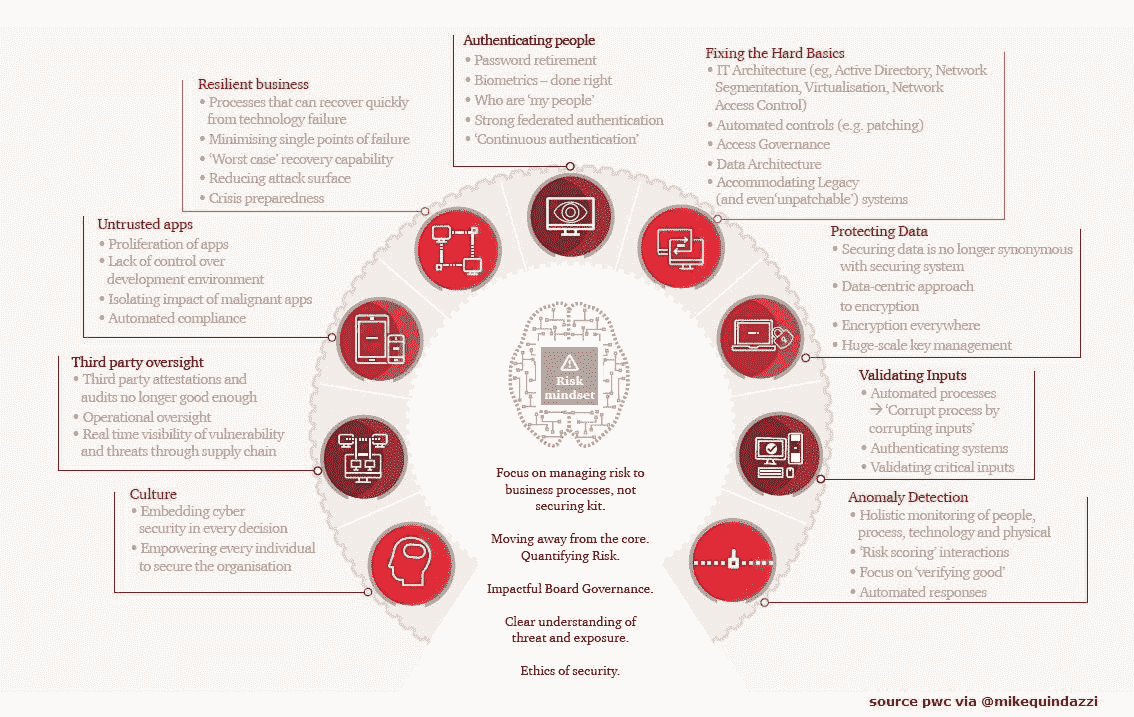 Authenticating people
• Password retirement
• Biometrics – done right
• Who are ‘my people’
• Strong federated authentication
• ‘Continuous authentication’
Fixing the Hard Basics
• IT Architecture (eg, Active Directory, Network
Segmentation, Virtualisation, Network
Access Control)
• Automated controls (e.g. patching)
• Access Governance
• Data Architecture
• Accommodating Legacy
(and even‘unpatchable’) systems
Resilient business
• Processes that can recover quickly
from technology failure
• Minimising single points of failure
• ‘Worst case’ recovery capability
• Reducing attack surface
• Crisis preparedness
Untrusted apps
• Proliferation of apps
• Lack of control over
development environment
• Isolating impact of malignant apps
• Automated compliance
Protecting Data
• Securing data is no longer synonymous
with securing system
• Data-centric approach
to encryption
• Encryption everywhere
• Huge-scale key management
Third party oversight
• Third party attestations and
audits no longer good enough
• Operational oversight
• Real time visibility of vulnerability
and threats through supply chain
Validating Inputs
• Automated processes
→ ‘Corrupt process by
corrupting inputs’
• Authenticating systems
• Validating critical inputs
Culture
• Embedding cyber
security in every decision
• Empowering every individual
to secure the organisation
Anomaly Detection
• Holistic monitoring of people,
process, technology and physical
• ‘Risk scoring’ interactions
• Focus on ‘verifying good’
• Automated responses
Risk
mindset
Focus on managing risk to
business processes, not
securing kit.
Moving away from the core.
Quantifying Risk.
Impactful Board Governance.
Clear understanding of
threat and exposure.
Ethics of security.
source pwc via @mikequindazzi